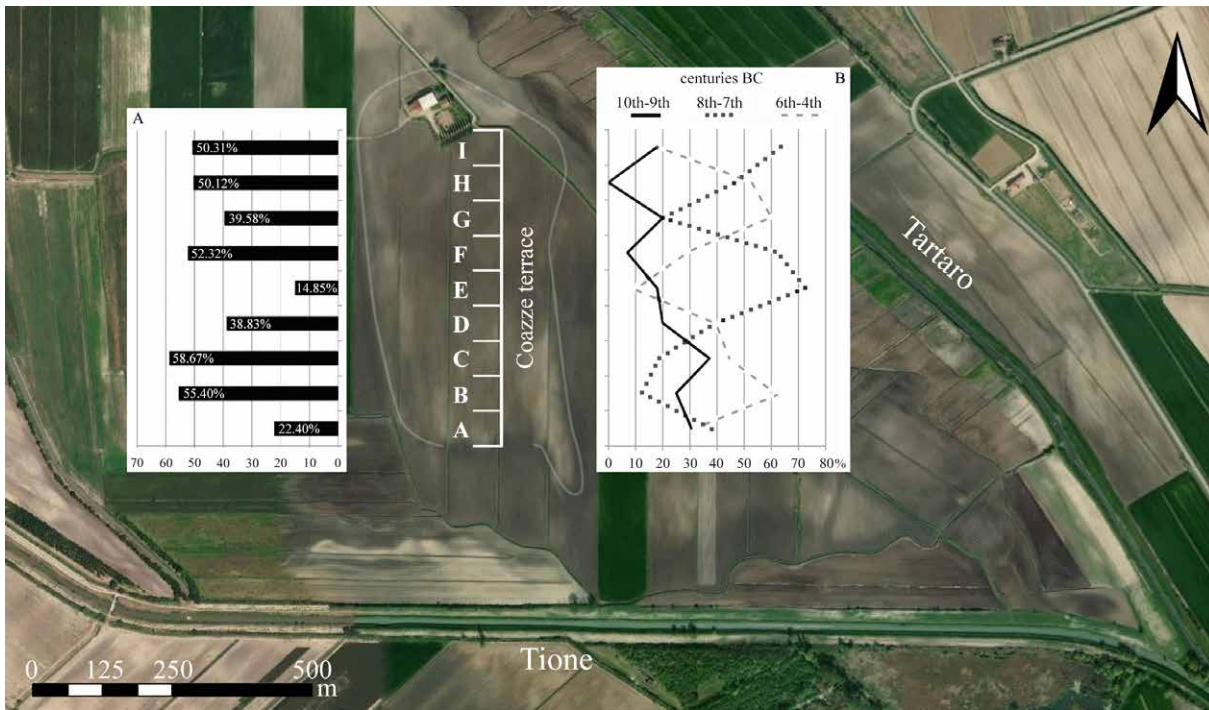 A
50.31%
50.12%
39.58%
52.32%
14.85%
38.83%
58.67%
55.40%
22.40%
70 60 50 40 30 20 10 0
I
H
G
F
E
D
C
B
A
Coazze terrace
centuries BC B
10th-9th 8th-7th 6th-4th
0 10 20 30 40 50 60 70 80%
Tartaro
Tione
0 125 250 500
m